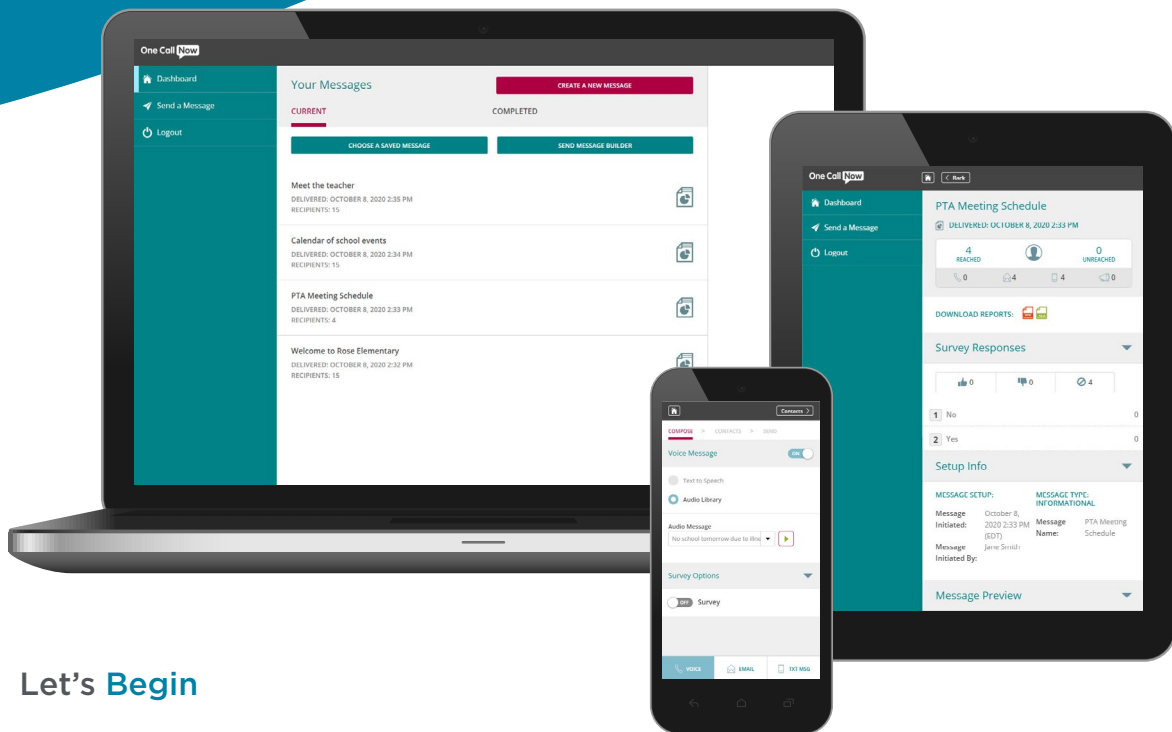 One Call Now
Dashboard
Send a Message
Logout
Your Messages
CREATE A NEW MESSAGE
CURRENT
COMPLETED
CHOOSE A SAVED MESSAGE
SEND MESSAGE BUILDER
Meet the teacher
DELIVERED: OCTOBER 8, 2020 2:35 PM
RECIPIENTS: 15
Calendar of school events
DELIVERED: OCTOBER 8, 2020 2:34 PM
RECIPIENTS: 15
PTA Meeting Schedule
DELIVERED: OCTOBER 8, 2020 2:33 PM
RECIPIENTS: 4
Welcome to Rose Elementary
DELIVERED: OCTOBER 8, 2020 2:32 PM
RECIPIENTS: 15
One Call Now
< Back
Dashboard
Send a Message
Logout
PTA Meeting Schedule
DELIVERED: OCTOBER 8, 2020 2:33 PM
4 0
REACHED UNREACHED
0 4 4 0
DOWNLOAD REPORTS:
Survey Responses
0 0 4
1 No 0
2 Yes 0
Setup Info
MESSAGE SETUP:
Message Initiated:
October 8,
2020 2:33 PM
(EDT)
Message Initiated By:
Jane Smith
MESSAGE TYPE:
INFORMATIONAL
Message Name:
PTA Meeting
Schedule
Message Preview
Contacts >
COMPOSE > CONTACTS > SEND
Voice Message ON
Text to Speech
Audio Library
Audio Message
No school tomorrow due to illne
Survey Options
OFF Survey
VOICE EMAIL TXT MSG
Let's Begin